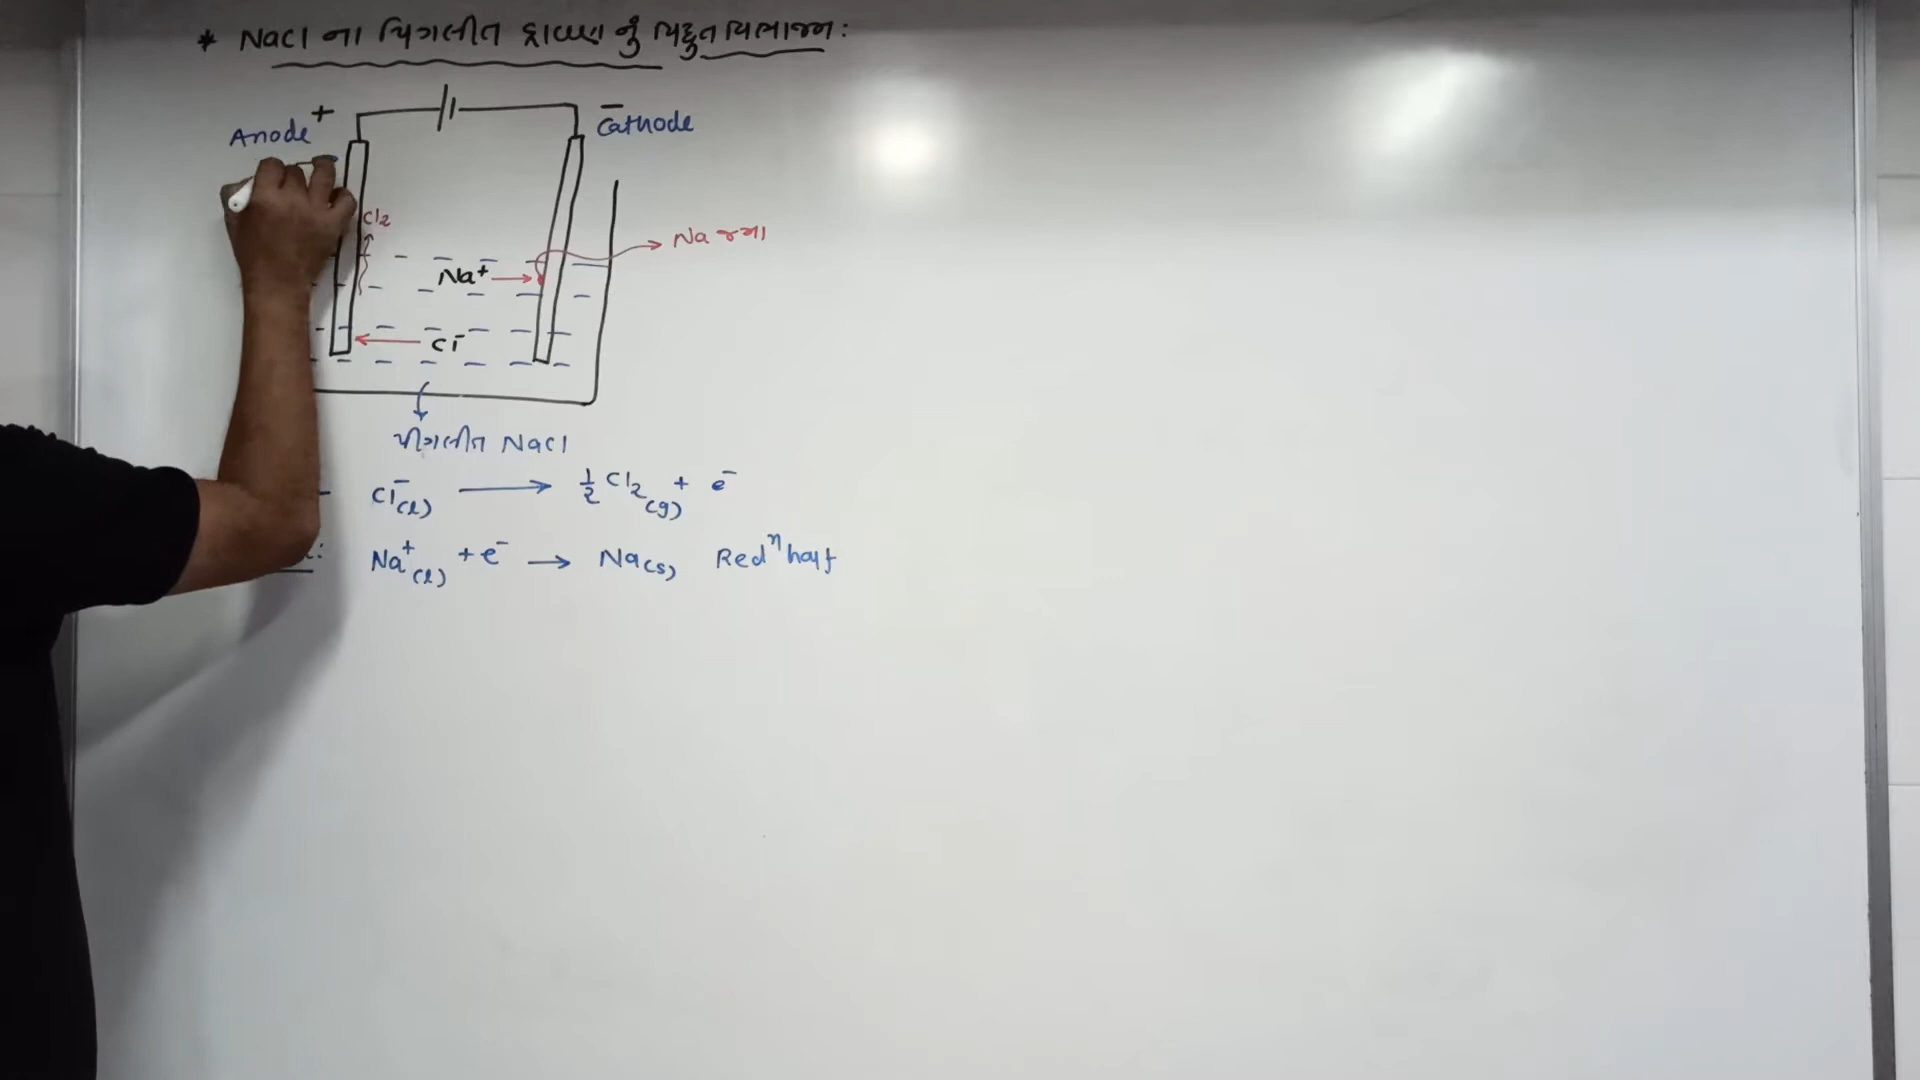 * NaCl ના પિગલીત દ્રાવણ નું વિદ્યુત વિભાજન :
Anode + − Cathode
Cl₂
Na જમા
Na⁺
Cl⁻
પીગલીત NaCl
Cl⁻(l) ⟶ ½ Cl₂(g) + e⁻
: Na⁺(l) + e⁻ → Na(s) Redⁿ half